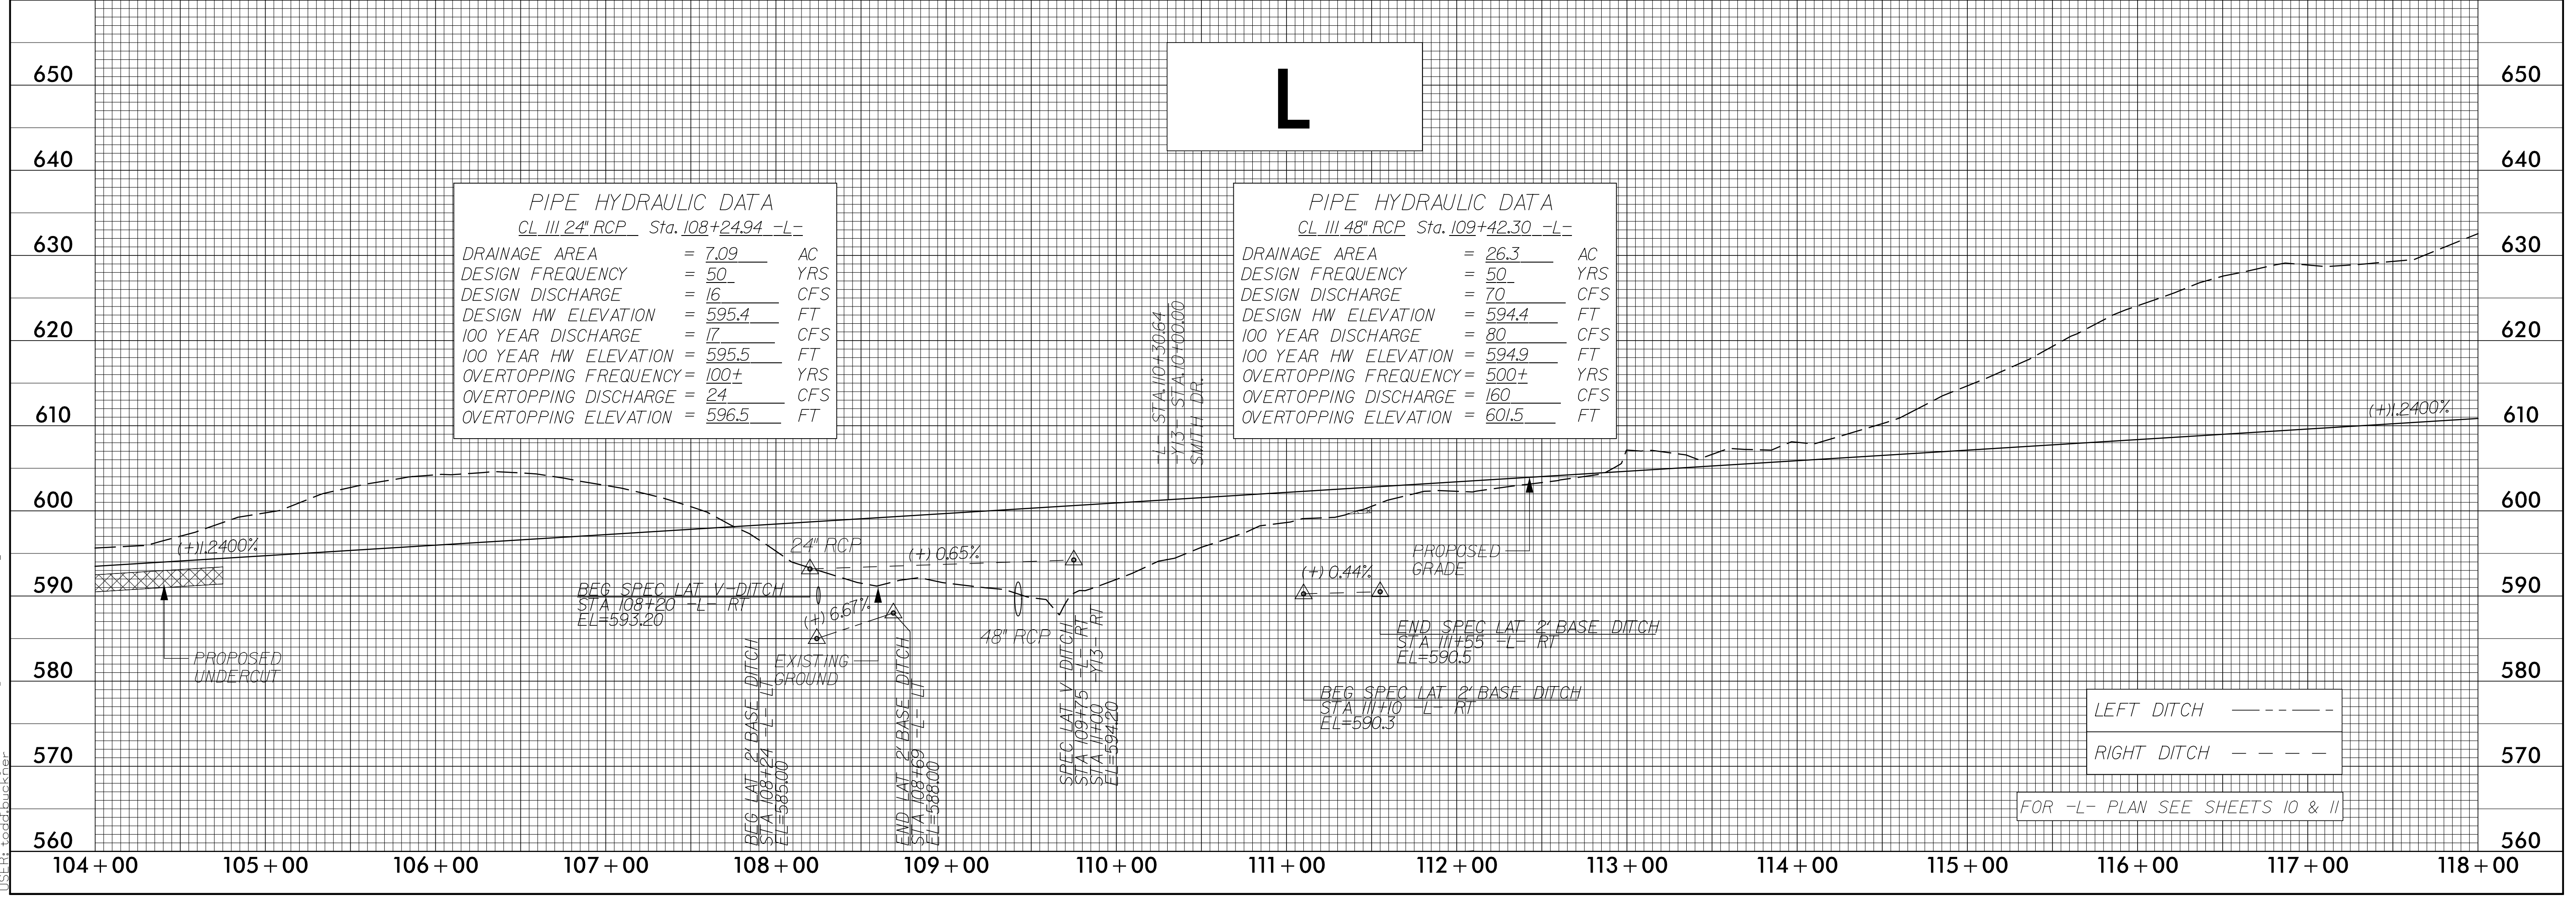 L
650
640
630
620
610
600
590
580
570
560
650
640
630
620
610
600
590
580
570
560
PIPE HYDRAULIC DATA
CL III 24" RCP Sta. 108+24.94 -L-
DRAINAGE AREA = 7.09 AC
DESIGN FREQUENCY = 50 YRS
DESIGN DISCHARGE = 16 CFS
DESIGN HW ELEVATION = 595.4 FT
100 YEAR DISCHARGE = 17 CFS
100 YEAR HW ELEVATION = 595.5 FT
OVERTOPPING FREQUENCY = 100+ YRS
OVERTOPPING DISCHARGE = 24 CFS
OVERTOPPING ELEVATION = 596.5 FT
PIPE HYDRAULIC DATA
CL III 48" RCP Sta. 109+42.30 -L-
DRAINAGE AREA = 26.3 AC
DESIGN FREQUENCY = 50 YRS
DESIGN DISCHARGE = 70 CFS
DESIGN HW ELEVATION = 594.4 FT
100 YEAR DISCHARGE = 80 CFS
100 YEAR HW ELEVATION = 594.9 FT
OVERTOPPING FREQUENCY = 500+ YRS
OVERTOPPING DISCHARGE = 160 CFS
OVERTOPPING ELEVATION = 601.5 FT
-L- STA.110+30.64
-Y13- STA.10+00.00
SMITH DR.
(+)1.2400%
(+)1.2400%
24" RCP
(+) 0.65%
BEG SPEC LAT V-DITCH
STA 108+20 -L- RT
EL=593.20
(+) 6.67%
48" RCP
PROPOSED
UNDERCUT
EXISTING
GROUND
BEG LAT 2' BASE DITCH
STA 108+24 -L- LT
EL=585.00
END LAT 2' BASE DITCH
STA 108+69 -L- LT
EL=588.00
SPEC LAT V-DITCH
STA 109+75 -L- RT
STA 11+00 -Y13- RT
EL=594.20
PROPOSED
GRADE
(+) 0.44%
END SPEC LAT 2' BASE DITCH
STA 111+55 -L- RT
EL=590.5
BEG SPEC LAT 2' BASE DITCH
STA 111+10 -L- RT
EL=590.3
LEFT DITCH
RIGHT DITCH
FOR -L- PLAN SEE SHEETS 10 & 11
104+00 105+00 106+00 107+00 108+00 109+00 110+00 111+00 112+00 113+00 114+00 115+00 116+00 117+00 118+00
USER: todd.buckner